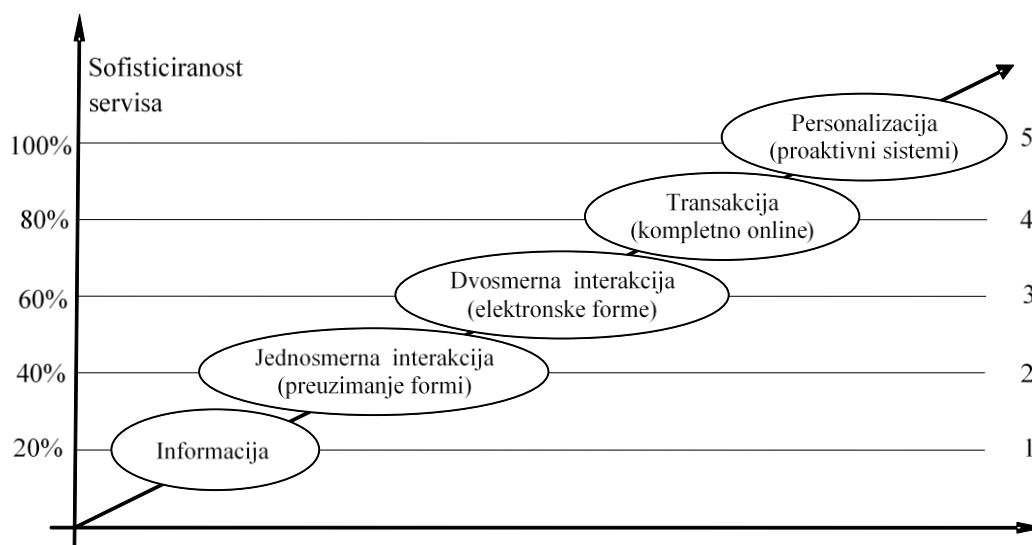 Sofisticiranost
servisa
100%
Personalizacija
(proaktivni sistemi)
5
80%
Transakcija
(kompletno online)
4
60%
Dvosmerna interakcija
(elektronske forme)
3
40%
Jednosmerna interakcija
(preuzimanje formi)
2
20%
Informacija
1